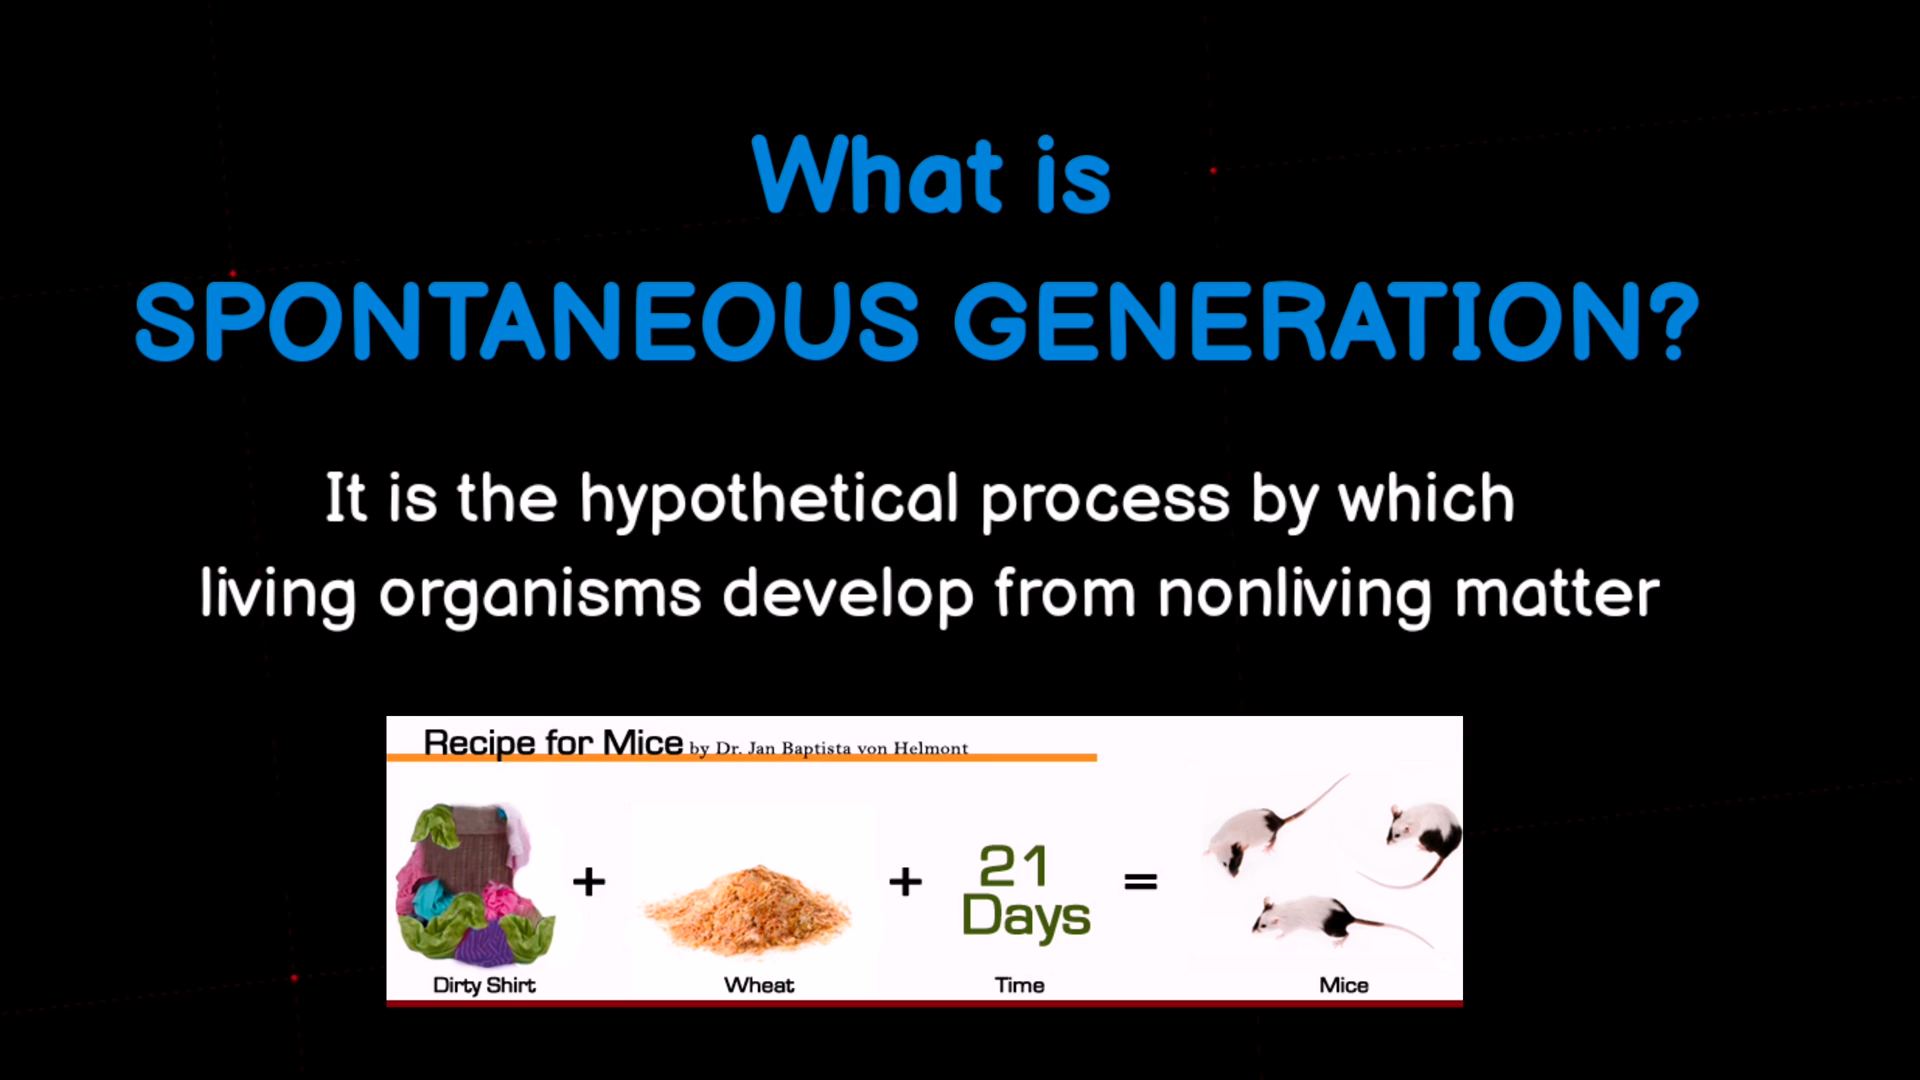 What is
SPONTANEOUS GENERATION?
It is the hypothetical process by which
living organisms develop from nonliving matter
Recipe for Mice by Dr. Jan Baptista von Helmont
+ + 21 Days =
Dirty Shirt Wheat Time Mice